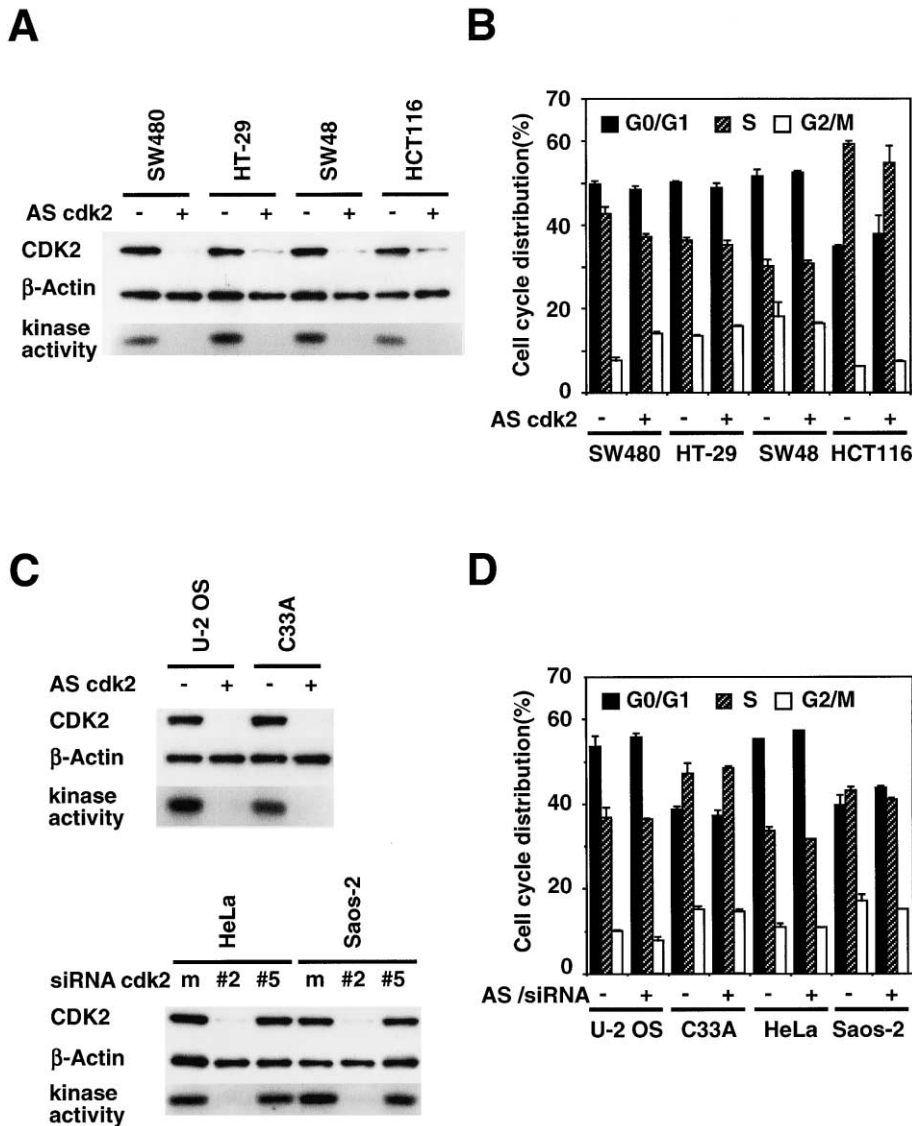 A
SW480 HT-29 SW48 HCT116
AS cdk2 - + - + - + - +
CDK2
β-Actin
kinase
activity
B
70
60
40
20
0
Cell cycle distribution(%)
G0/G1 S G2/M
AS cdk2 - + - + - + - +
SW480 HT-29 SW48 HCT116
C
U-2 OS C33A
AS cdk2 - + - +
CDK2
β-Actin
kinase
activity
HeLa Saos-2
siRNA cdk2 m #2 #5 m #2 #5
CDK2
β-Actin
kinase
activity
D
70
60
40
20
0
Cell cycle distribution(%)
G0/G1 S G2/M
AS /siRNA - + - + - + - +
U-2 OS C33A HeLa Saos-2